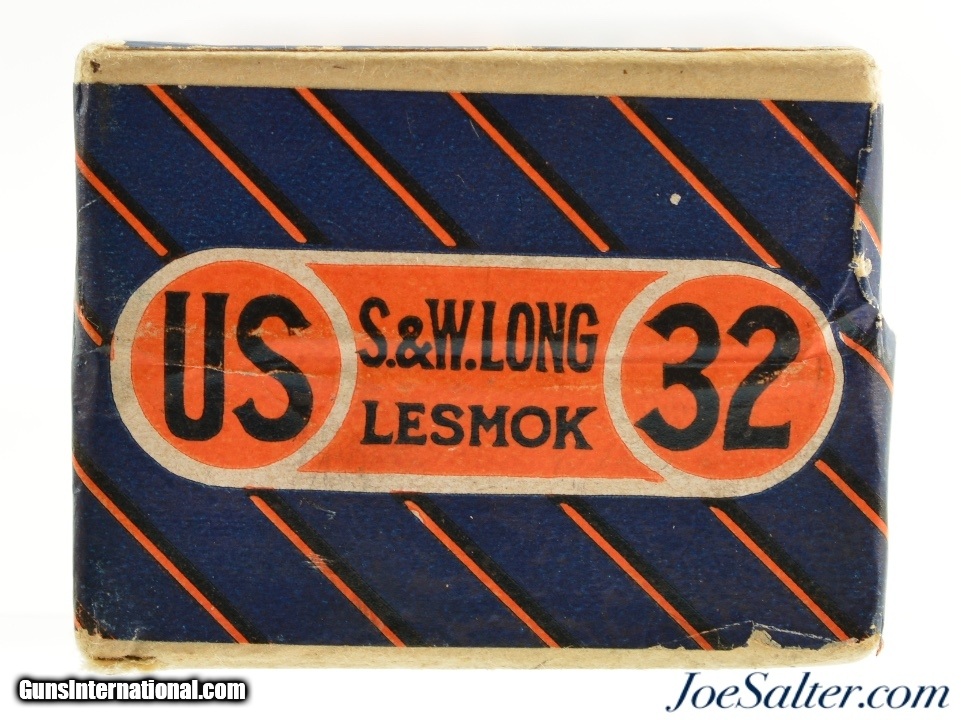 US
S.&W.LONG
LESMOK
32
GunsInternational.com
JoeSalter.com